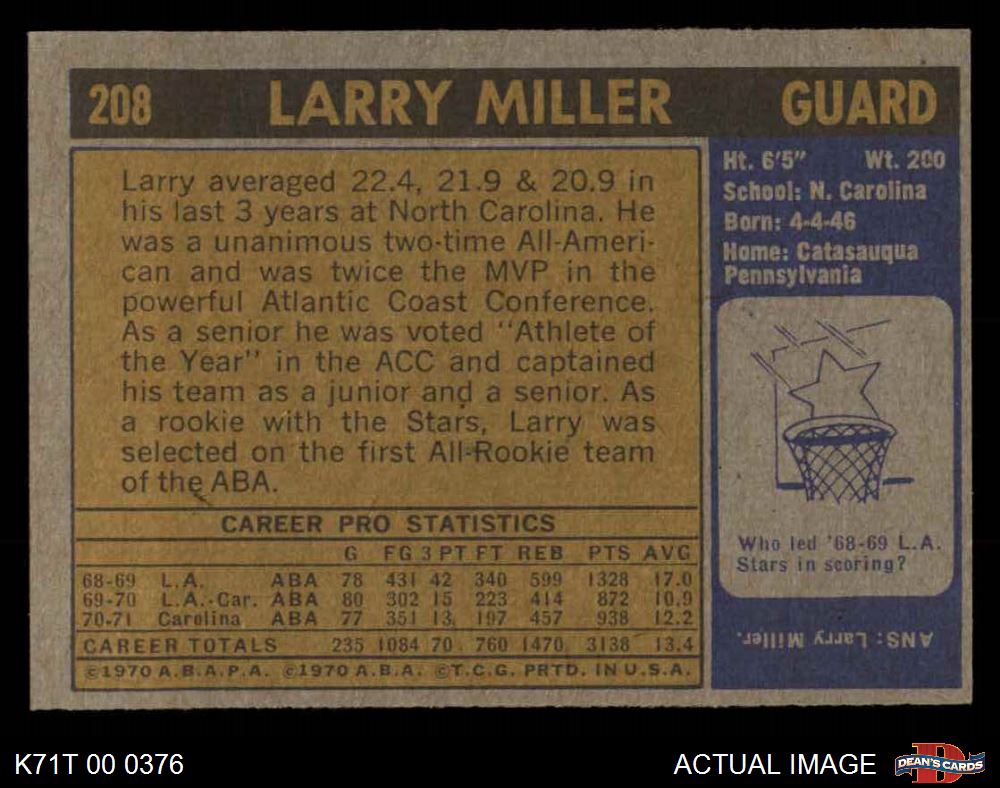 208 LARRY MILLER GUARD
Larry averaged 22.4, 21.9 & 20.9 in
his last 3 years at North Carolina. He
was a unanimous two-time All-Ameri-
can and was twice the MVP in the
powerful Atlantic Coast Conference.
As a senior he was voted "Athlete of
the Year" in the ACC and captained
his team as a junior and a senior. As
a rookie with the Stars, Larry was
selected on the first All-Rookie team
of the ABA.
CAREER PRO STATISTICS
G FG 3 PT FT REB PTS AVG
68-69 L.A. ABA 78 431 42 340 599 1328 17.0
69-70 L.A.-Car. ABA 80 302 15 223 414 872 10.9
70-71 Carolina ABA 77 351 13 197 457 938 12.2
CAREER TOTALS 235 1084 70 760 1470 3138 13.4
©1970 A.B.A.P.A. ©1970 A.B.A. ©T.C.G. PRTD. IN U.S.A.
Ht. 6'5" Wt. 200
School: N. Carolina
Born: 4-4-46
Home: Catasauqua
Pennsylvania
Who led '68-69 L.A.
Stars in scoring?
ANS: Larry Miller.
K71T 00 0376
ACTUAL IMAGE
DEAN'S CARDS